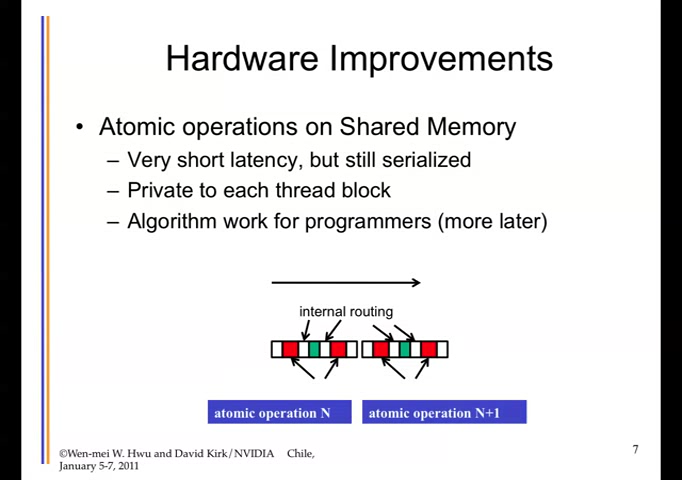 Hardware Improvements
• Atomic operations on Shared Memory
– Very short latency, but still serialized
– Private to each thread block
– Algorithm work for programmers (more later)
internal routing
atomic operation N
atomic operation N+1
©Wen-mei W. Hwu and David Kirk/NVIDIA Chile,
January 5-7, 2011
7